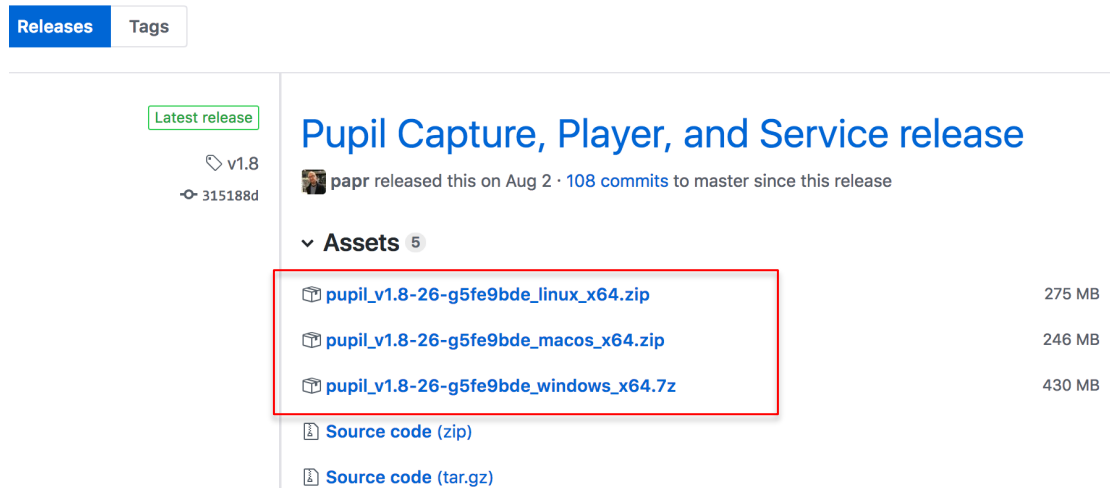 Releases Tags
Latest release
v1.8
315188d
Pupil Capture, Player, and Service release
papr released this on Aug 2 · 108 commits to master since this release
Assets 5
pupil_v1.8-26-g5fe9bde_linux_x64.zip 275 MB
pupil_v1.8-26-g5fe9bde_macos_x64.zip 246 MB
pupil_v1.8-26-g5fe9bde_windows_x64.7z 430 MB
Source code (zip)
Source code (tar.gz)